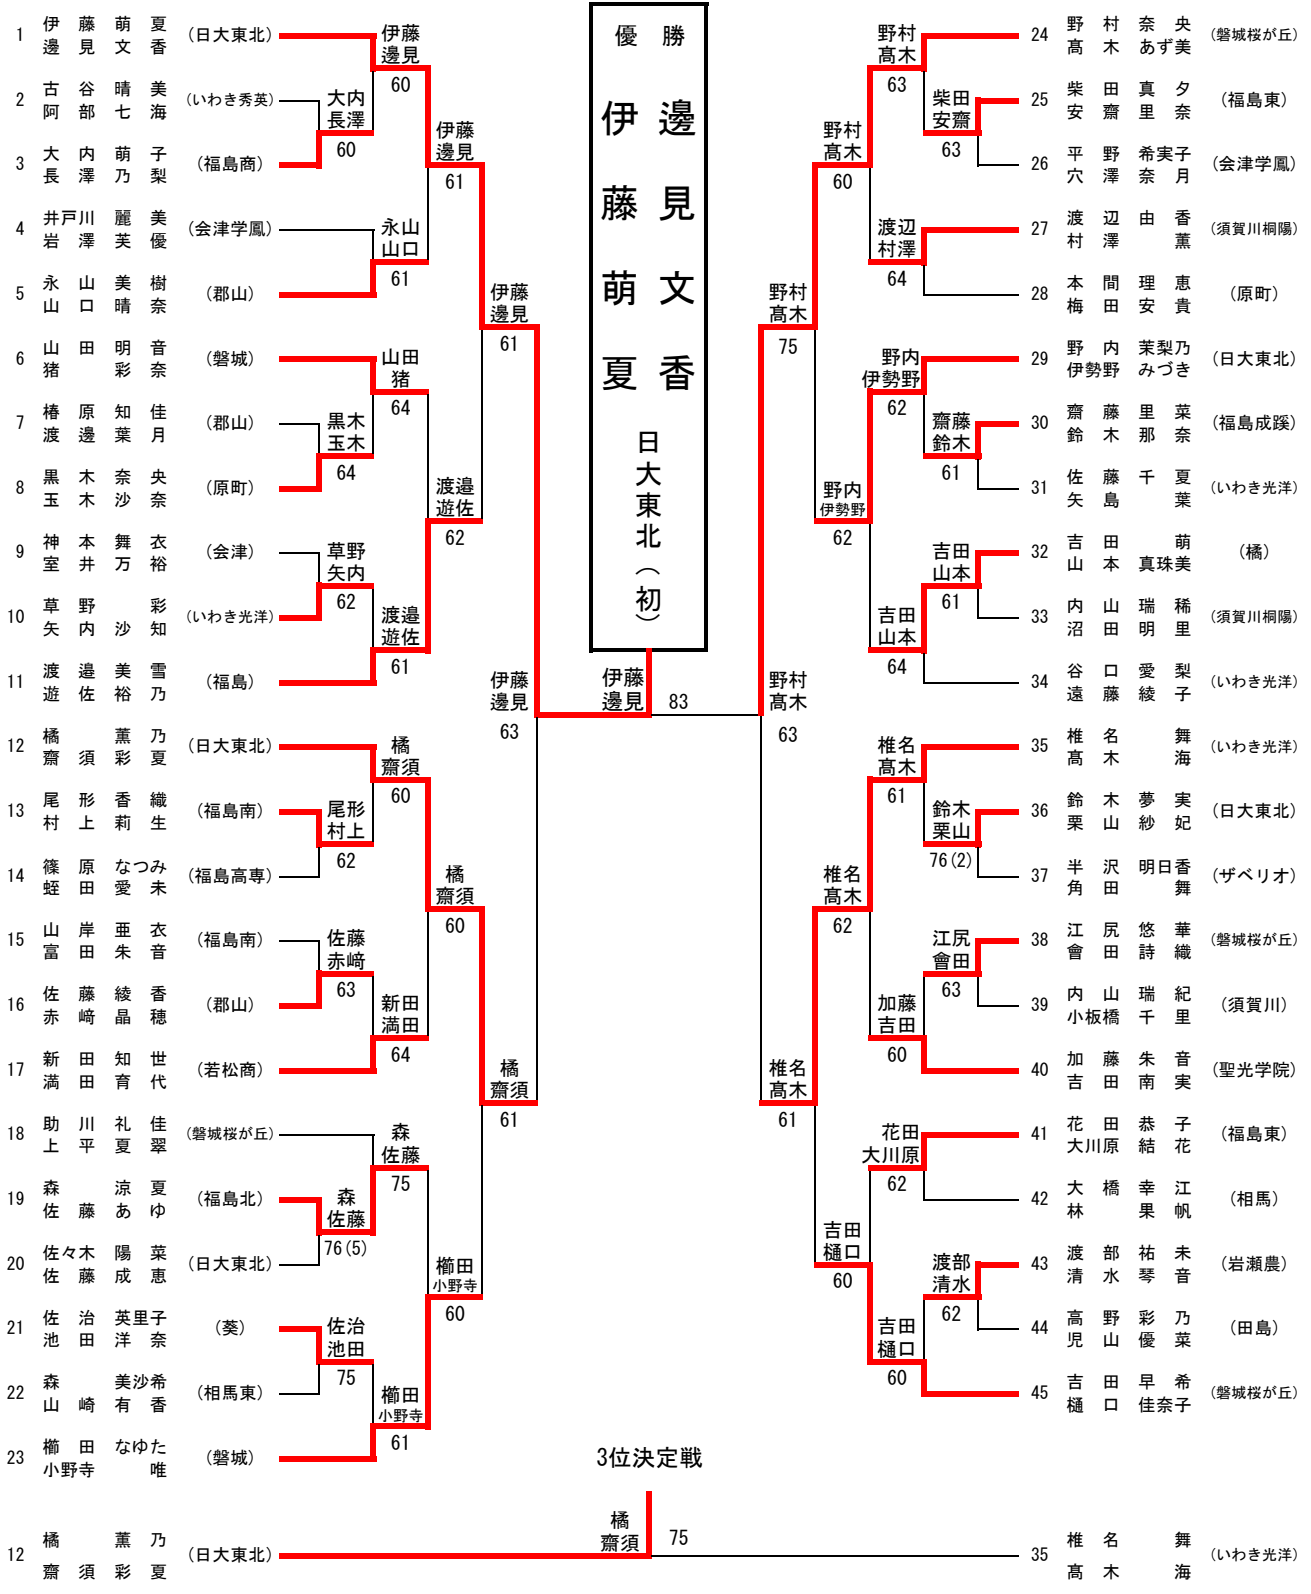 優勝
伊藤萌夏
邊見文香
日大東北(初)
1 伊藤萌夏 (日大東北)
邊見文香
2 古谷晴美 (いわき秀英)
阿部七海
3 大内萌子 (福島商)
長澤乃梨
4 井戸川麗美 (会津学鳳)
岩澤芙優
5 永山美樹 (郡山)
山口晴奈
6 山田明音 (磐城)
猪彩奈
7 椿原知佳 (郡山)
渡邊葉月
8 黒木奈央 (原町)
玉木沙奈
9 神本舞衣 (会津)
室井万裕
10 草野彩 (いわき光洋)
矢内沙知
11 渡邉美雪 (福島)
遊佐裕乃
12 橘薫乃 (日大東北)
齋須彩夏
13 尾形香織 (福島南)
村上莉生
14 篠原なつみ (福島高専)
蛭田愛未
15 山岸亜衣 (福島南)
富田朱音
16 佐藤綾香 (郡山)
赤﨑晶穂
17 新田知世 (若松商)
満田育代
18 助川礼佳 (磐城桜が丘)
上平夏翠
19 森涼夏 (福島北)
佐藤あゆ
20 佐々木陽菜 (日大東北)
佐藤成恵
21 佐治英里子 (葵)
池田洋奈
22 森美沙希 (相馬東)
山崎有香
23 櫛田なゆた (磐城)
小野寺唯
大内
長澤
60
黒木
玉木
64
草野
矢内
62
尾形
村上
62
佐藤
赤﨑
63
森
佐藤
76(5)
佐治
池田
75
伊藤
邊見
60
永山
山口
61
山田
猪
64
渡邉
遊佐
61
橘
齋須
60
新田
満田
64
森
佐藤
75
櫛田
小野寺
61
伊藤
邊見
61
渡邉
遊佐
62
橘
齋須
60
櫛田
小野寺
60
伊藤
邊見
61
橘
齋須
61
伊藤
邊見
63
伊藤
邊見
83
野村
髙木
63
野村
髙木
75
椎名
髙木
61
野村
髙木
60
野内
伊勢野
62
椎名
髙木
62
吉田
樋口
60
野村
髙木
63
渡辺
村澤
64
野内
伊勢野
62
吉田
山本
64
椎名
髙木
61
加藤
吉田
60
花田
大川原
62
吉田
樋口
60
柴田
安齋
63
齋藤
鈴木
61
吉田
山本
61
鈴木
栗山
76(2)
江尻
會田
63
渡部
清水
62
24 野村奈央 (磐城桜が丘)
髙木あず美
25 柴田真夕 (福島東)
安齋里奈
26 平野希実子 (会津学鳳)
穴澤奈月
27 渡辺由香 (須賀川桐陽)
村澤薫
28 本間理恵 (原町)
梅田安貴
29 野内茉梨乃 (日大東北)
伊勢野みづき
30 齋藤里菜 (福島成蹊)
鈴木那奈
31 佐藤千夏 (いわき光洋)
矢島葉
32 吉田萌 (橘)
山本真珠美
33 内山瑞稀 (須賀川桐陽)
沼田明里
34 谷口愛梨 (いわき光洋)
遠藤綾子
35 椎名舞 (いわき光洋)
髙木海
36 鈴木夢実 (日大東北)
栗山紗妃
37 半沢明日香 (ザベリオ)
角田舞
38 江尻悠華 (磐城桜が丘)
會田詩織
39 内山瑞紀 (須賀川)
小板橋千里
40 加藤朱音 (聖光学院)
吉田南実
41 花田恭子 (福島東)
大川原結花
42 大橋幸江 (相馬)
林果帆
43 渡部祐未 (岩瀬農)
清水琴音
44 高野彩乃 (田島)
児山優菜
45 吉田早希 (磐城桜が丘)
樋口佳奈子
3位決定戦
12 橘薫乃 (日大東北)
齋須彩夏
橘
齋須
75
35 椎名舞 (いわき光洋)
髙木海